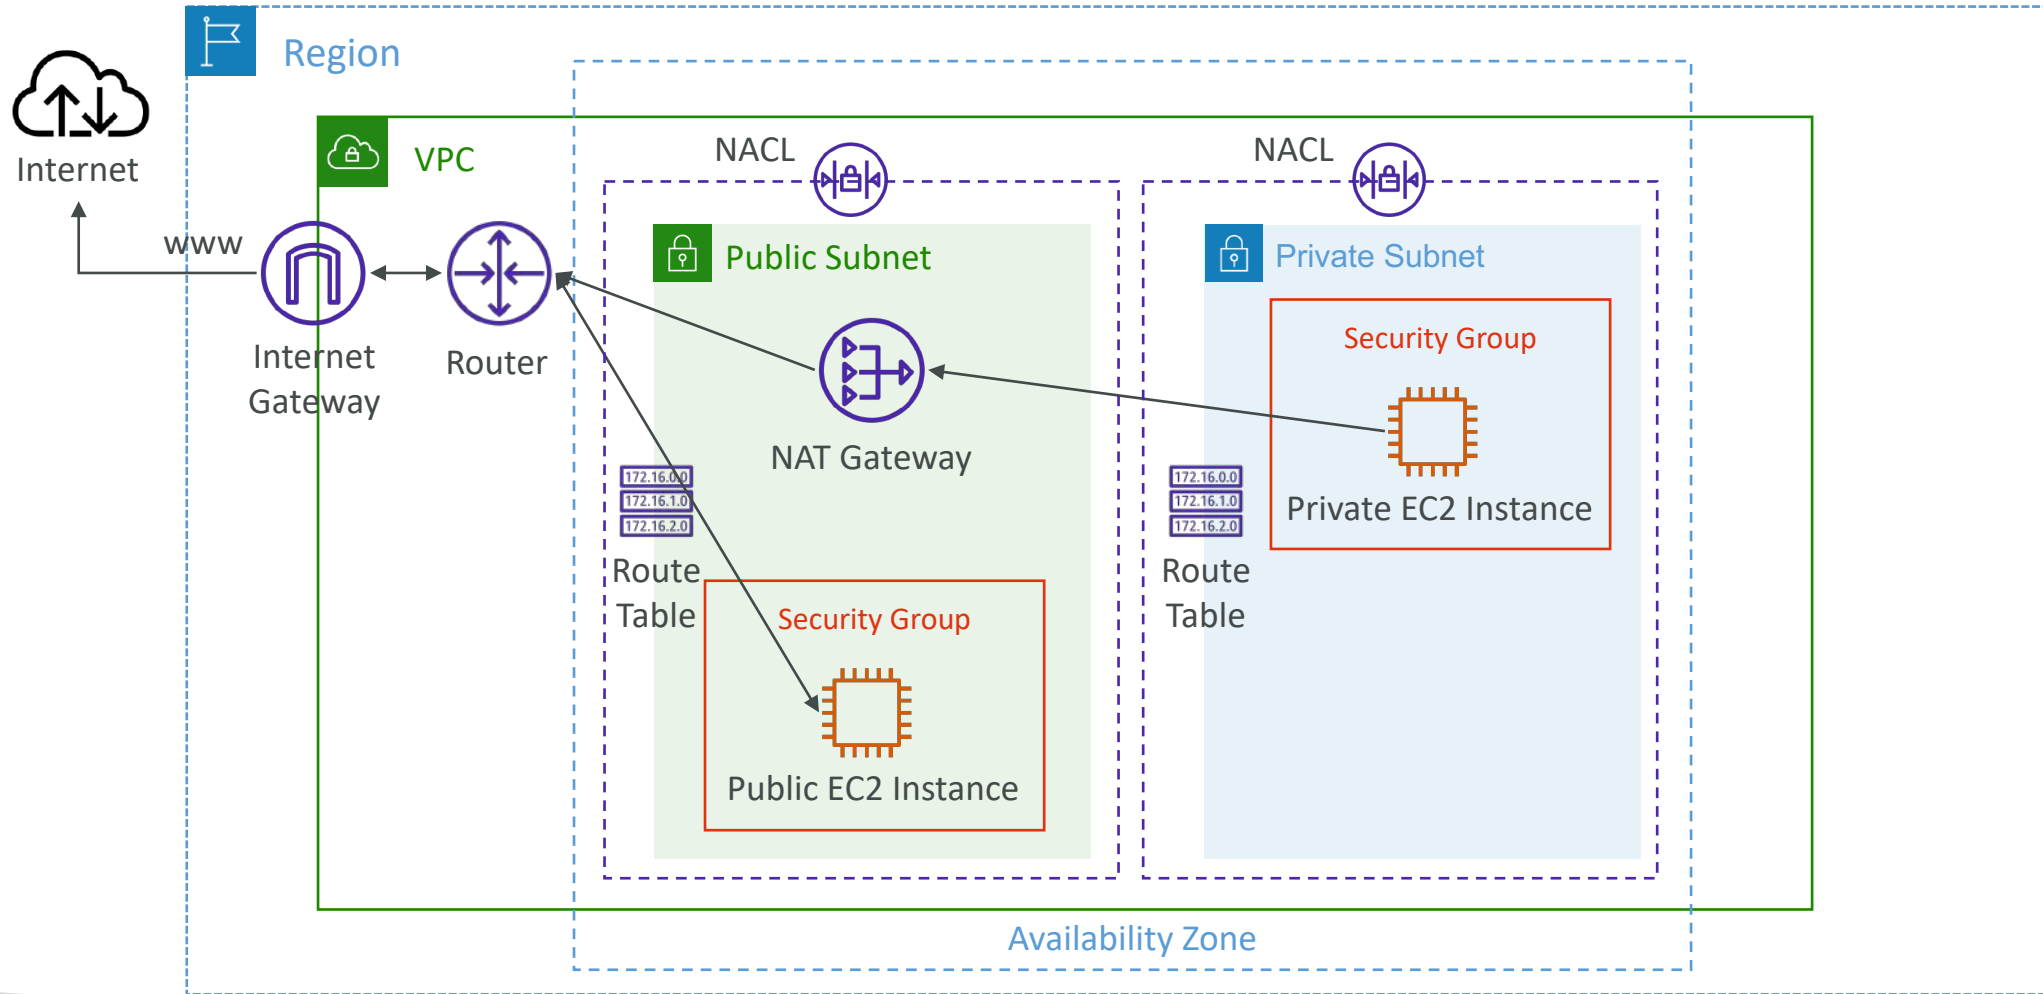 Region
Internet
www
VPC
Internet
Gateway
Router
NACL
Public Subnet
NAT Gateway
172.16.0.0
172.16.1.0
172.16.2.0
Route
Table
Security Group
Public EC2 Instance
NACL
Private Subnet
Security Group
Private EC2 Instance
172.16.0.0
172.16.1.0
172.16.2.0
Route
Table
Availability Zone